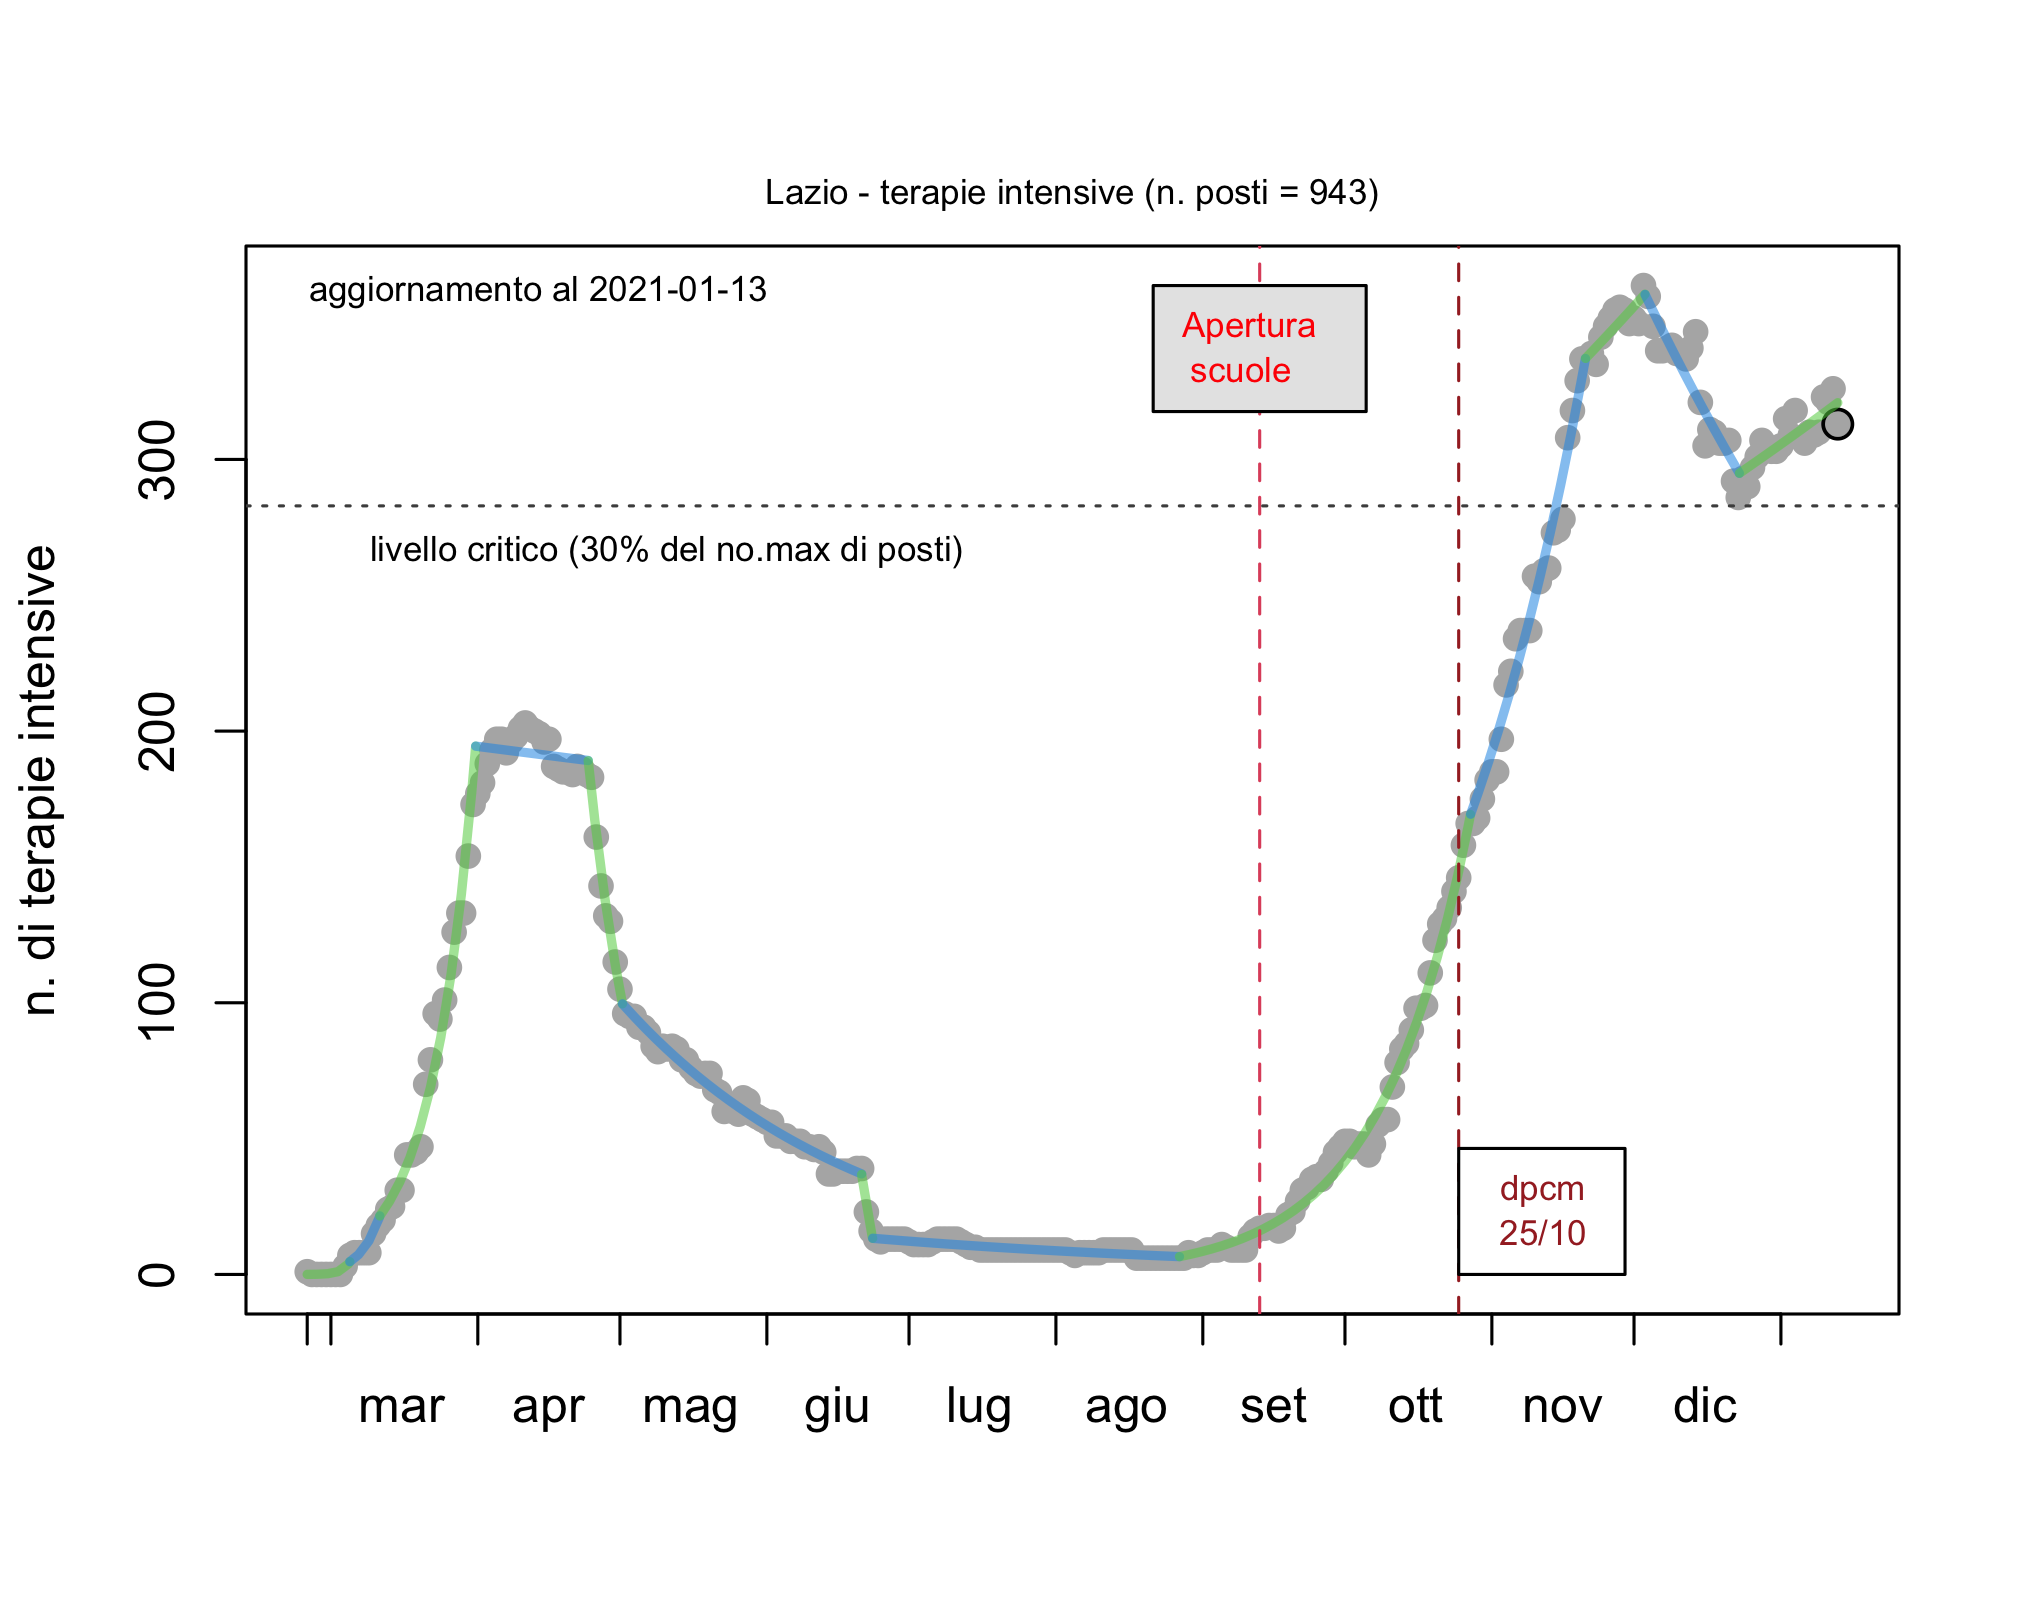 Lazio - terapie intensive (n. posti = 943)
aggiornamento al 2021-01-13
Apertura
scuole
livello critico (30% del no.max di posti)
n. di terapie intensive
300
200
100
0
dpcm
25/10
mar apr mag giu lug ago set ott nov dic